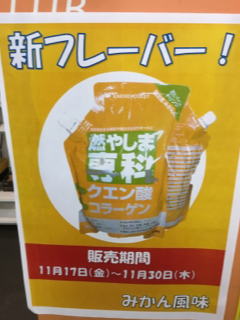 新フレーバー！
燃やしま
専科
クエン酸
コラーゲン
販売期間
11月17日(金)～11月30日(木)
みかん風味